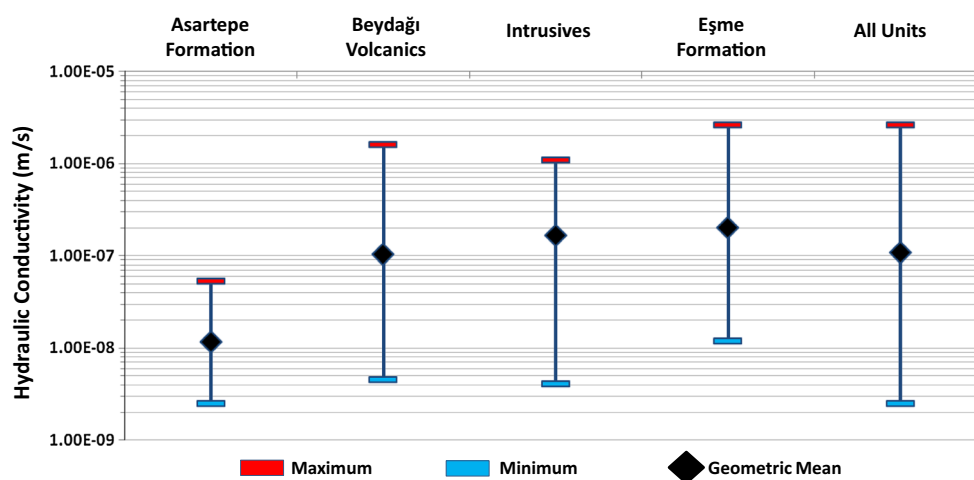 Asartepe
Formation
Beydağı
Volcanics
Intrusives
Eşme
Formation
All Units
Hydraulic Conductivity (m/s)
1.00E-05
1.00E-06
1.00E-07
1.00E-08
1.00E-09
Maximum
Minimum
Geometric Mean